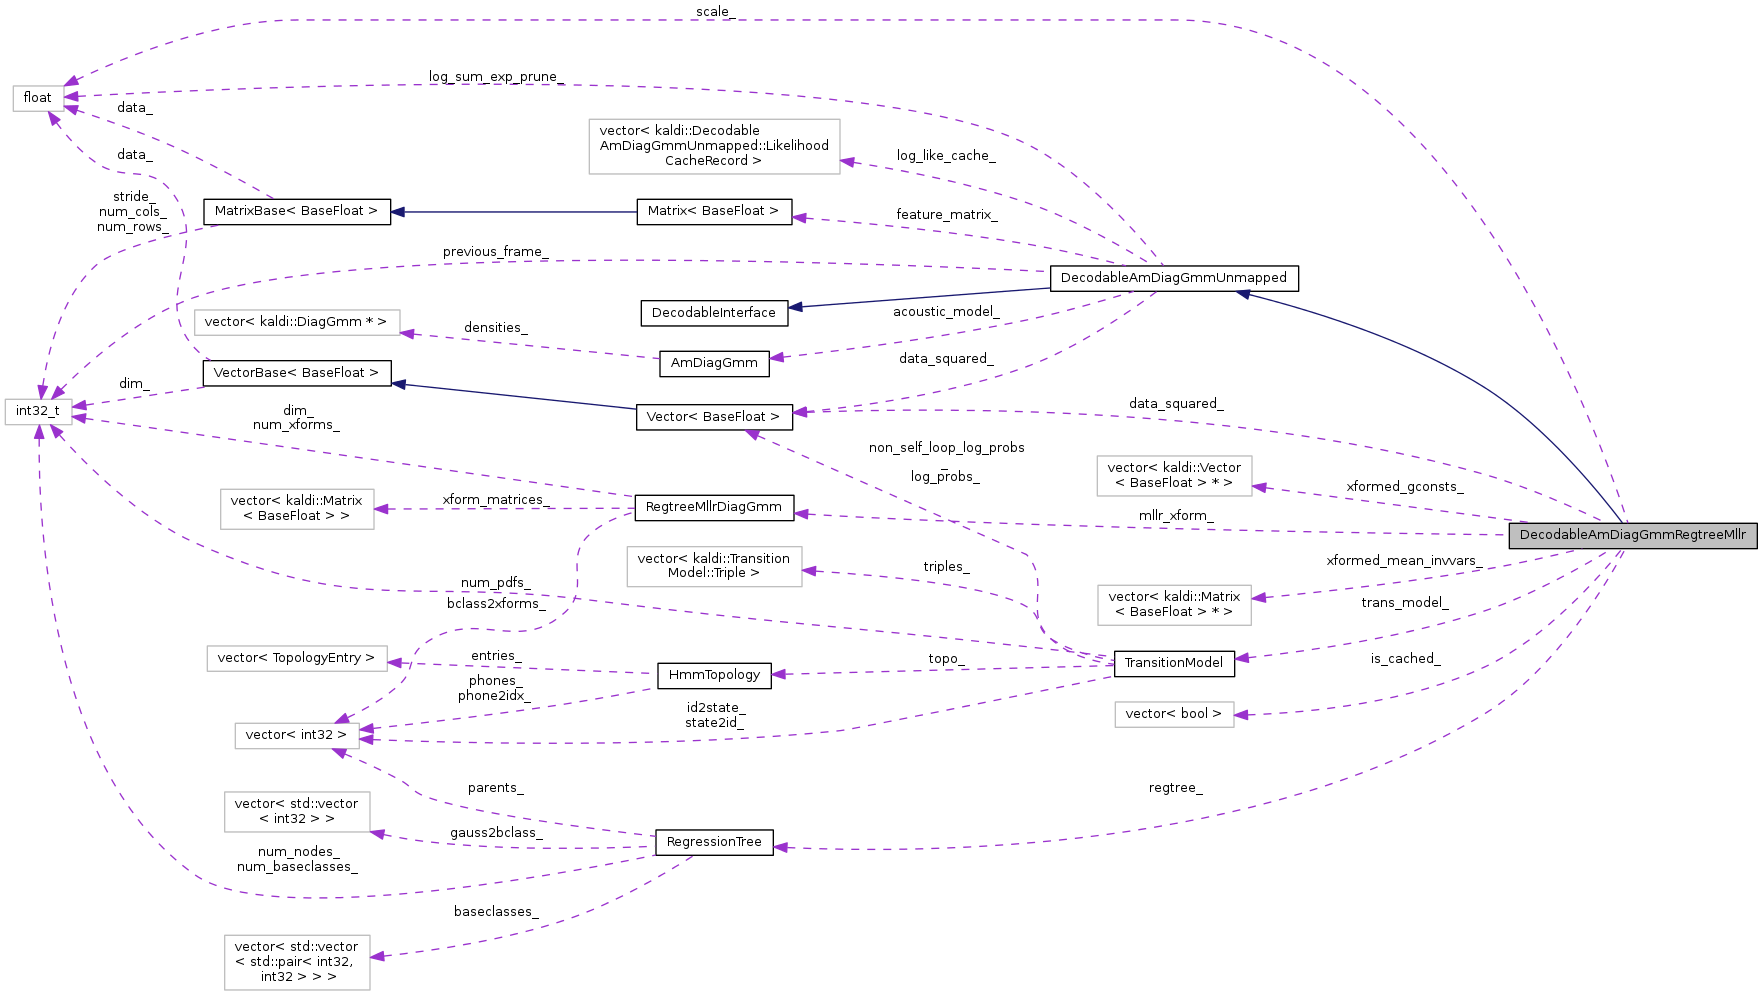 scale_
log_sum_exp_prune_
float
data_
vector< kaldi::Decodable
AmDiagGmmUnmapped::Likelihood
CacheRecord >
log_like_cache_
data_
stride_
num_cols_
num_rows_
MatrixBase< BaseFloat >
Matrix< BaseFloat >
feature_matrix_
previous_frame_
DecodableAmDiagGmmUnmapped
DecodableInterface
vector< kaldi::DiagGmm * >
densities_
acoustic_model_
AmDiagGmm
data_squared_
VectorBase< BaseFloat >
dim_
int32_t
dim_
num_xforms_
Vector< BaseFloat >
data_squared_
non_self_loop_log_probs
_
log_probs_
vector< kaldi::Vector
< BaseFloat > * >
xformed_gconsts_
vector< kaldi::Matrix
< BaseFloat > >
xform_matrices_
RegtreeMllrDiagGmm
mllr_xform_
DecodableAmDiagGmmRegtreeMllr
vector< kaldi::Transition
Model::Triple >
triples_
xformed_mean_invvars_
num_pdfs_
bclass2xforms_
vector< kaldi::Matrix
< BaseFloat > * >
trans_model_
vector< TopologyEntry >
entries_
HmmTopology
topo_
TransitionModel
is_cached_
phones_
phone2idx_
id2state_
state2id_
vector< bool >
vector< int32 >
parents_
regtree_
vector< std::vector
< int32 > >
gauss2bclass_
RegressionTree
num_nodes_
num_baseclasses_
baseclasses_
vector< std::vector
< std::pair< int32,
int32 > > >